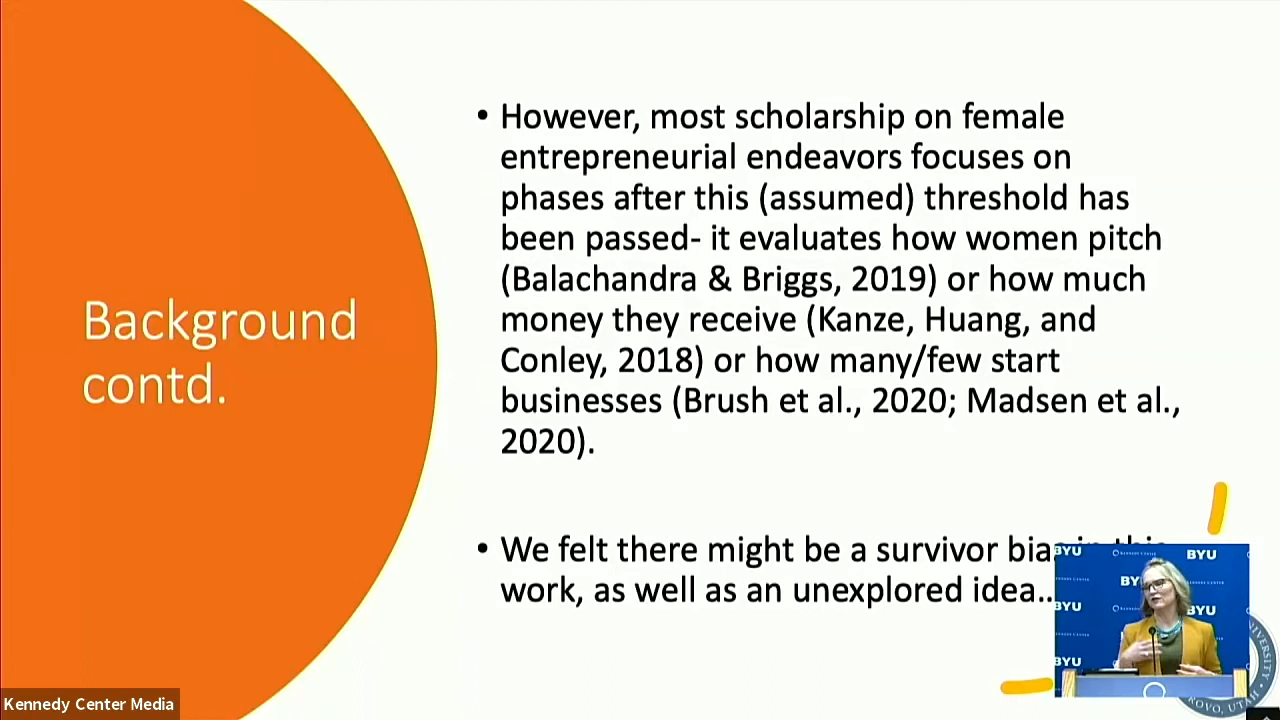 Background
contd.
• However, most scholarship on female
entrepreneurial endeavors focuses on
phases after this (assumed) threshold has
been passed- it evaluates how women pitch
(Balachandra & Briggs, 2019) or how much
money they receive (Kanze, Huang, and
Conley, 2018) or how many/few start
businesses (Brush et al., 2020; Madsen et al.,
2020).
• We felt there might be a survivor bias in this
work, as well as an unexplored idea..
BYU
BYU
BY
BYU
BYU
BYU
Kennedy Center Media